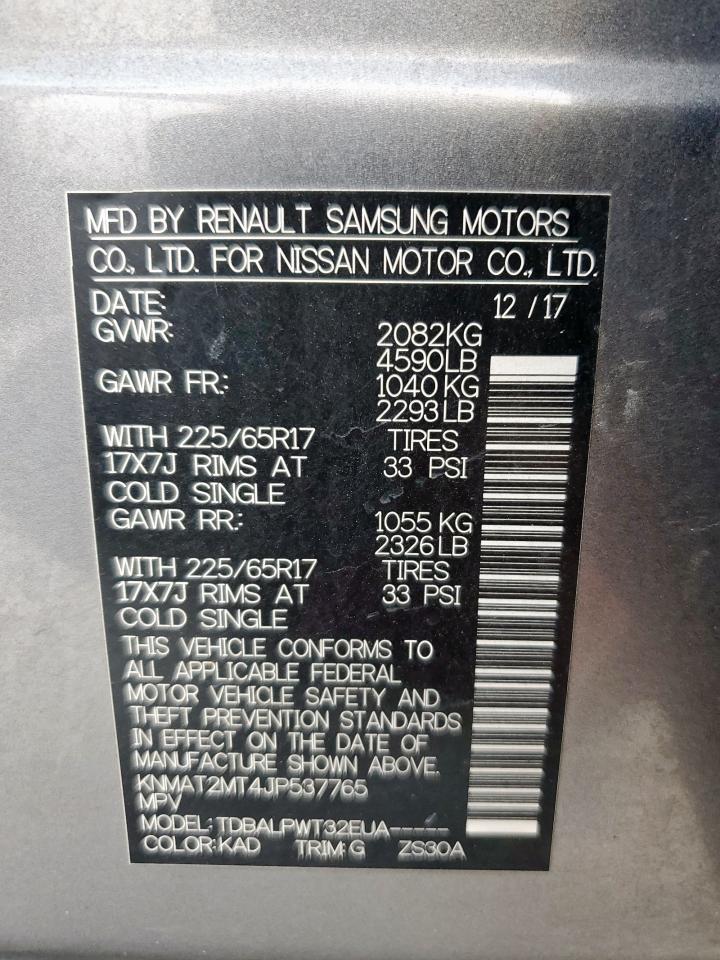 MFD BY RENAULT SAMSUNG MOTORS
CO., LTD. FOR NISSAN MOTOR CO., LTD.
DATE: 12 / 17
GVWR: 2082KG
4590LB
GAWR FR: 1040 KG
2293 LB
WITH 225/65R17 TIRES
17X7J RIMS AT 33 PSI
COLD SINGLE
GAWR RR: 1055 KG
2326 LB
WITH 225/65R17 TIRES
17X7J RIMS AT 33 PSI
COLD SINGLE
THIS VEHICLE CONFORMS TO
ALL APPLICABLE FEDERAL
MOTOR VEHICLE SAFETY AND
THEFT PREVENTION STANDARDS
IN EFFECT ON THE DATE OF
MANUFACTURE SHOWN ABOVE.
KNMAT2MT4JP537765
MPV
MODEL: TDBALPWT32EUA-----
COLOR: KAD TRIM: G ZS30A